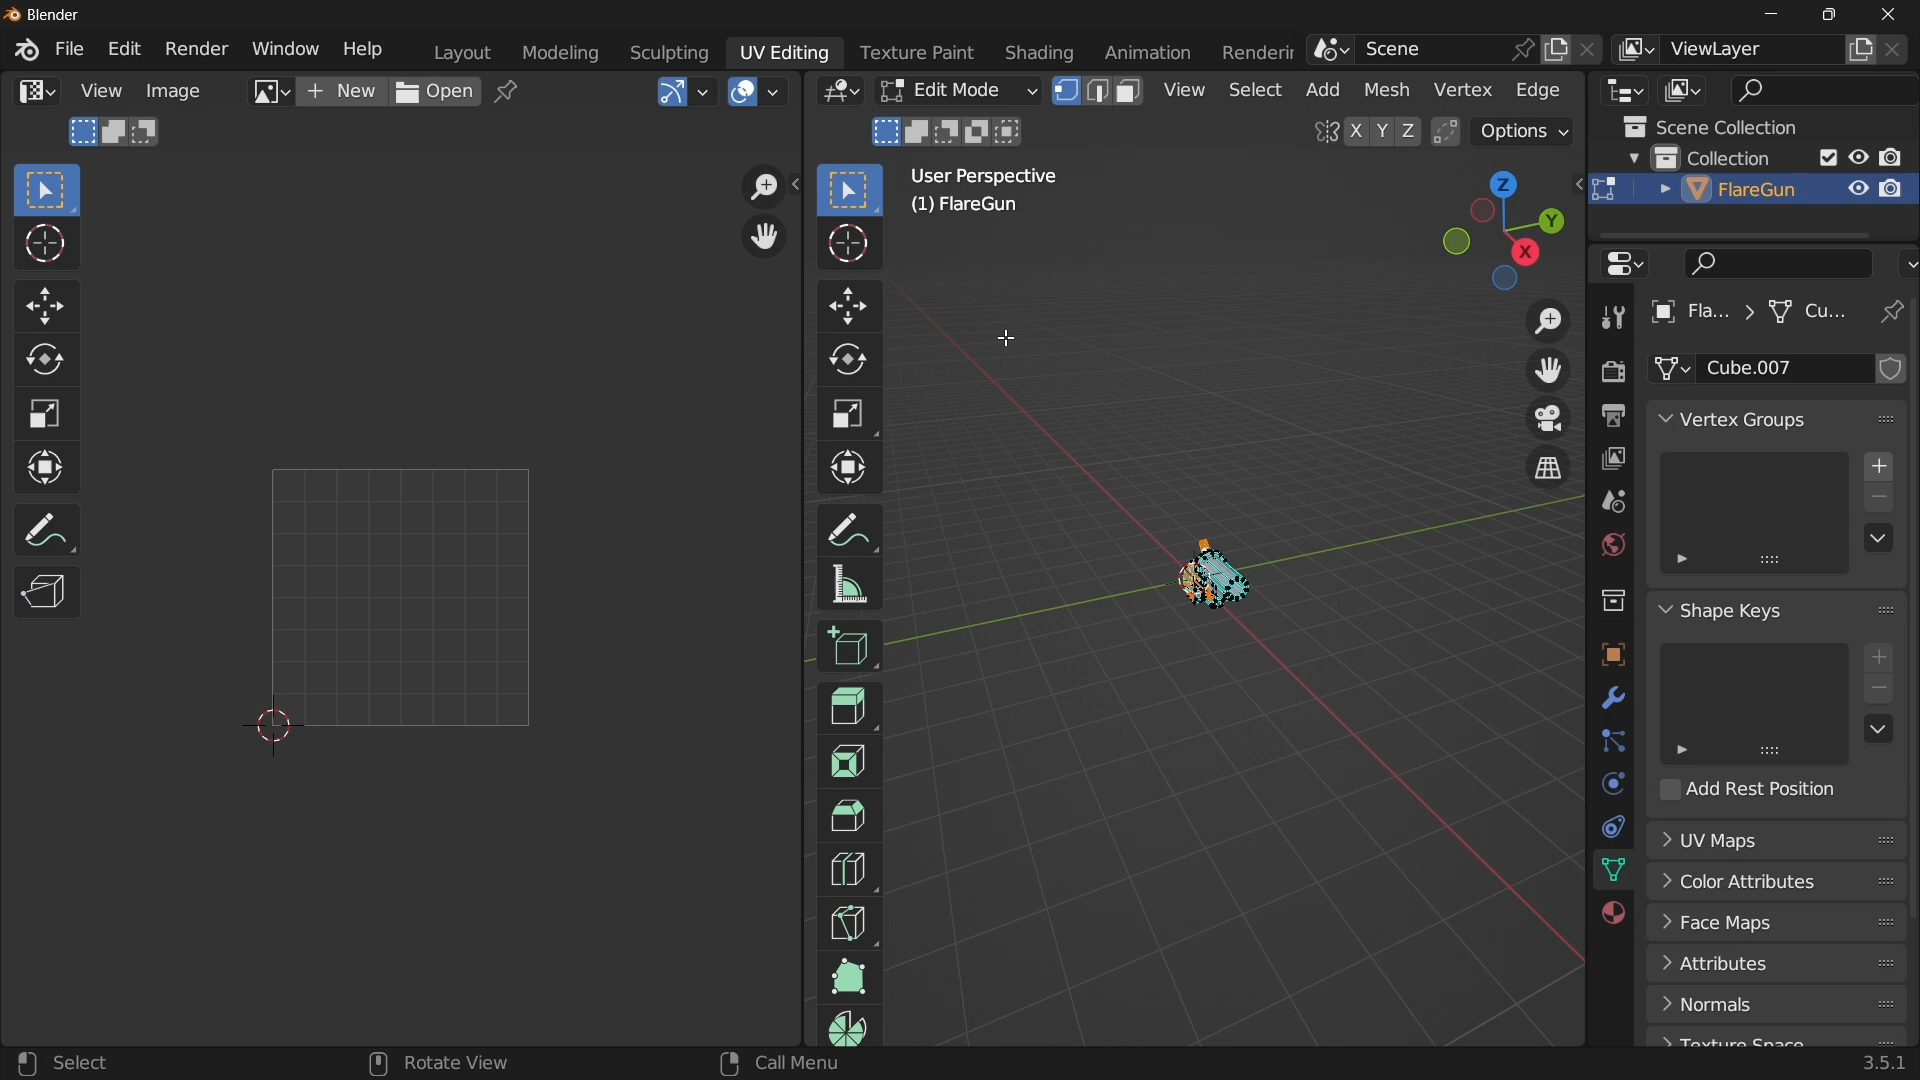 Blender
File Edit Render Window Help Layout Modeling Sculpting UV Editing Texture Paint Shading Animation Renderin Scene ViewLayer
View Image New Open Edit Mode View Select Add Mesh Vertex Edge
X Y Z Options
Scene Collection
Collection
FlareGun
User Perspective
(1) FlareGun
Z
Y
X
Fla... > Cu...
Cube.007
Vertex Groups
Shape Keys
Add Rest Position
UV Maps
Color Attributes
Face Maps
Attributes
Normals
Texture Space
Select Rotate View Call Menu 3.5.1